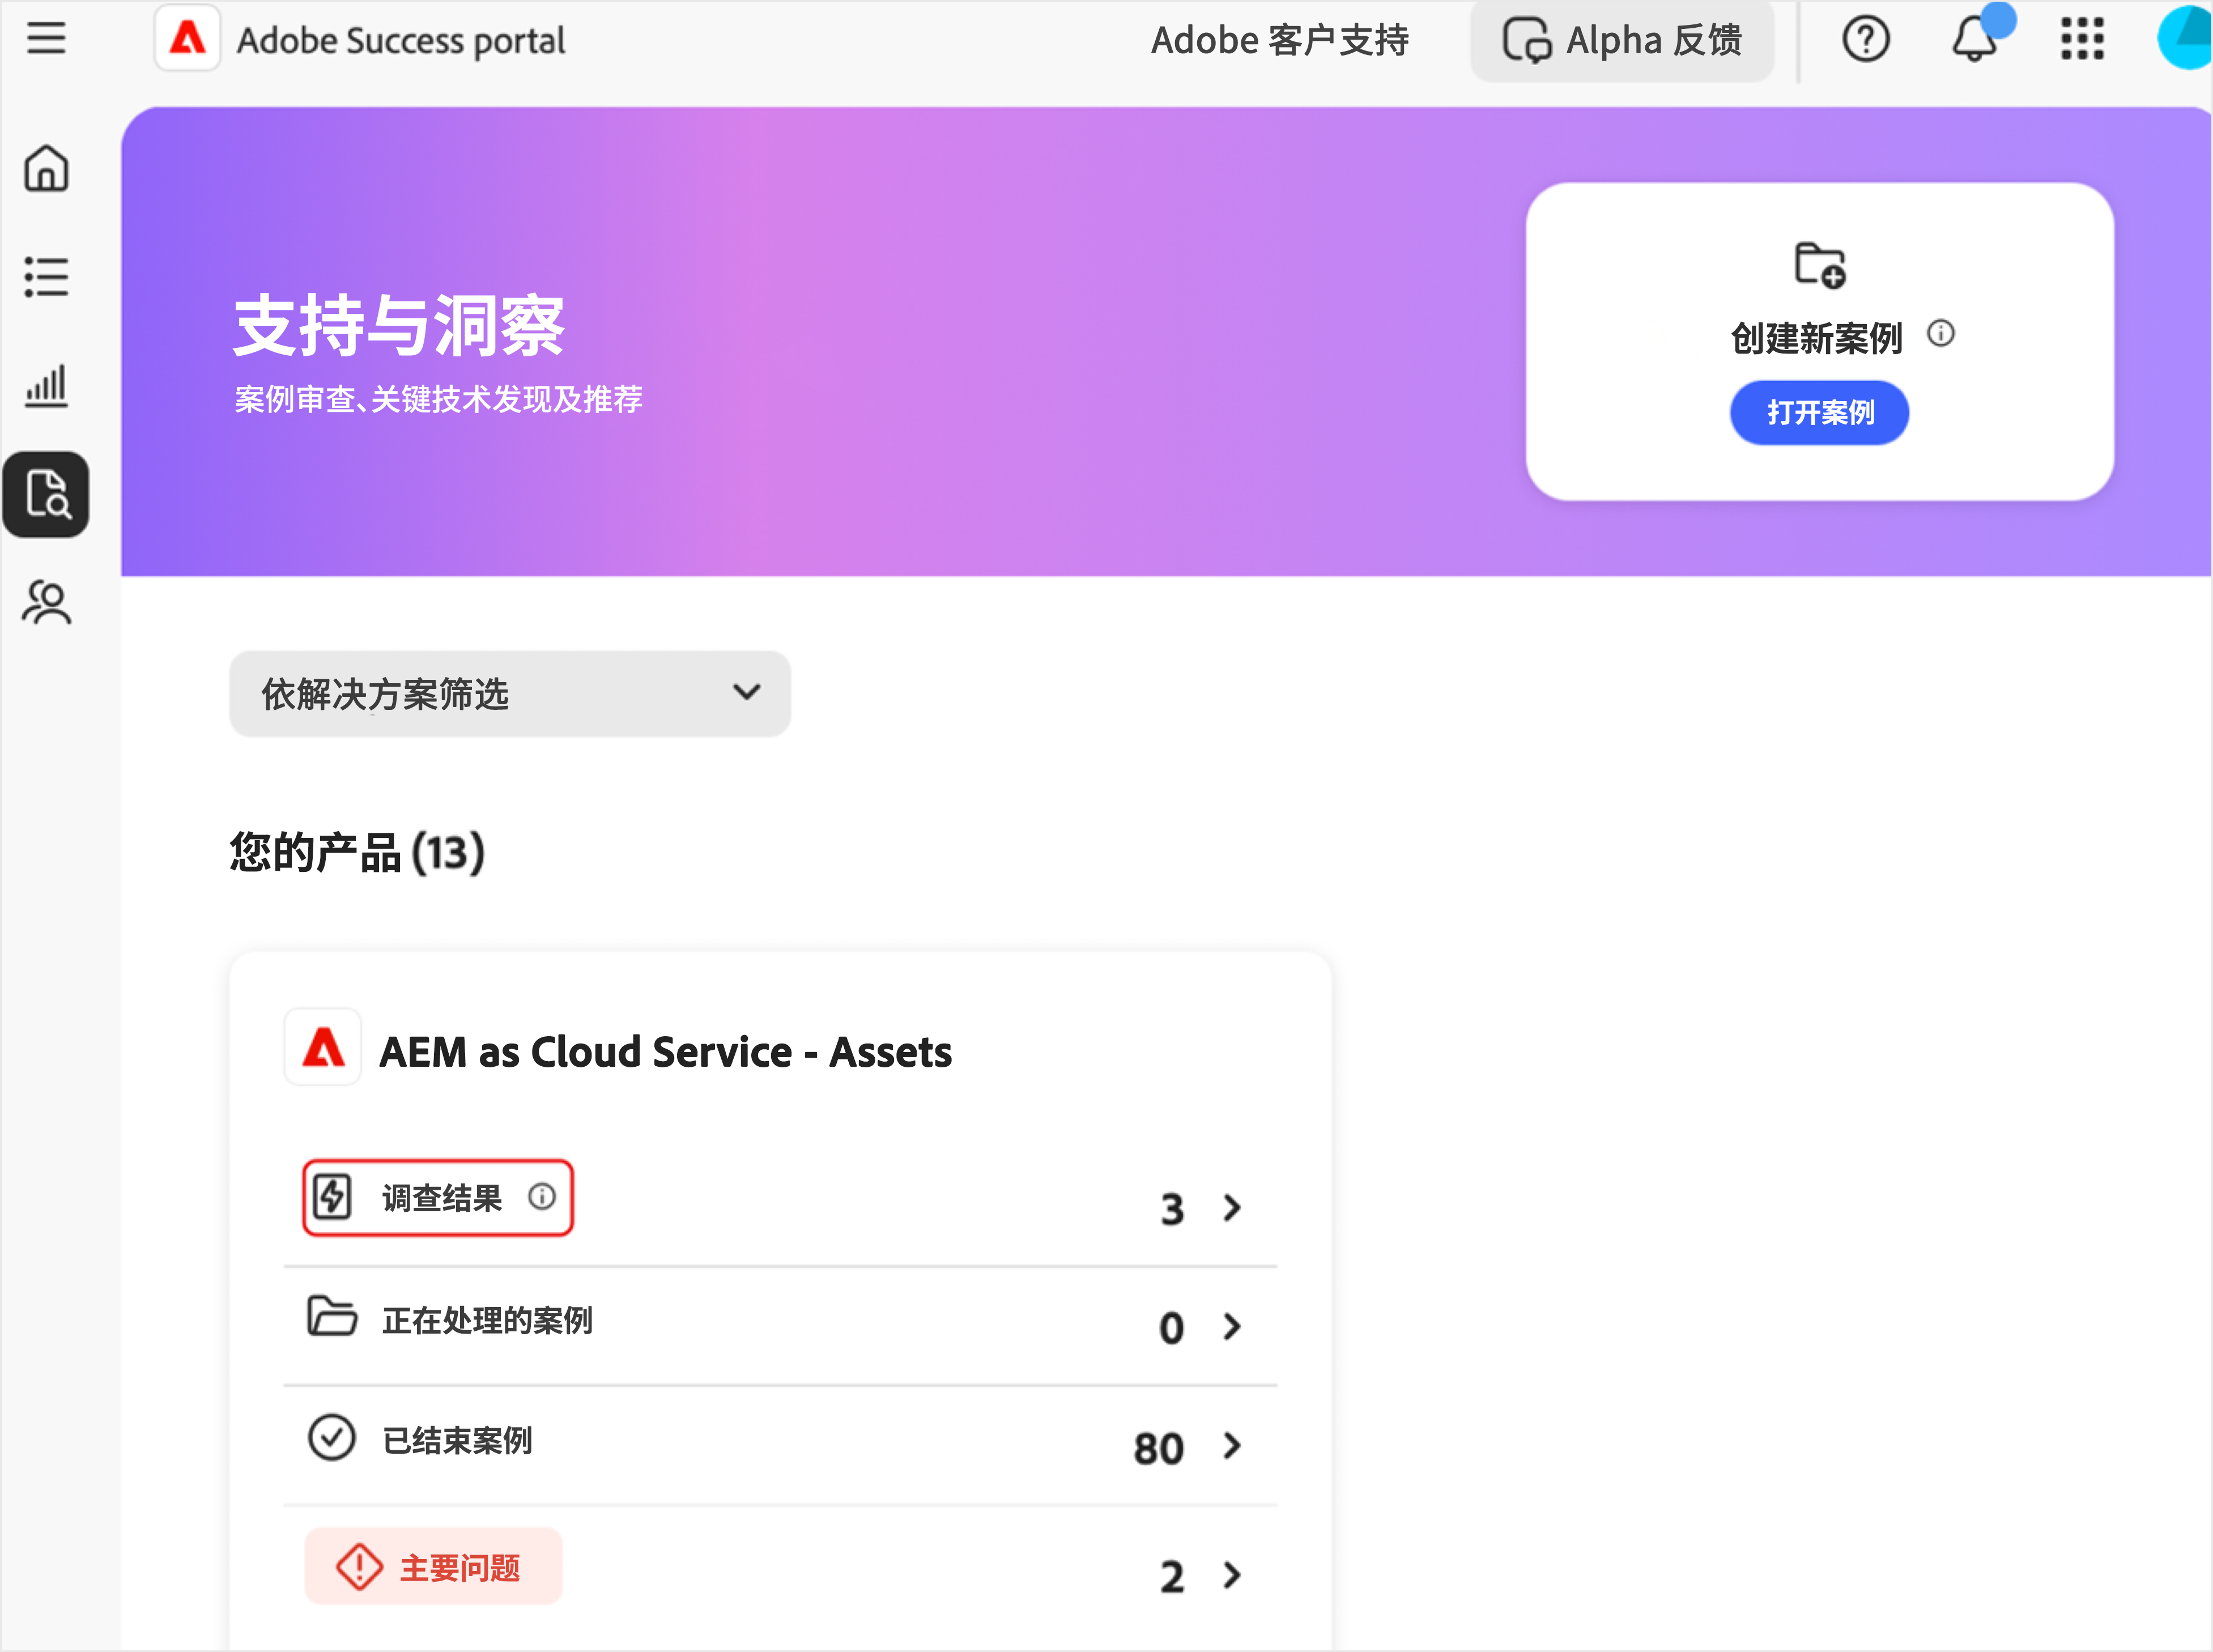 Adobe Success portal
Adobe 客户支持
Alpha 反馈
支持与洞察
案例审查、关键技术发现及推荐
创建新案例
打开案例
依解决方案筛选
您的产品 (13)
AEM as Cloud Service - Assets
调查结果
3
正在处理的案例
0
已结束案例
80
主要问题
2